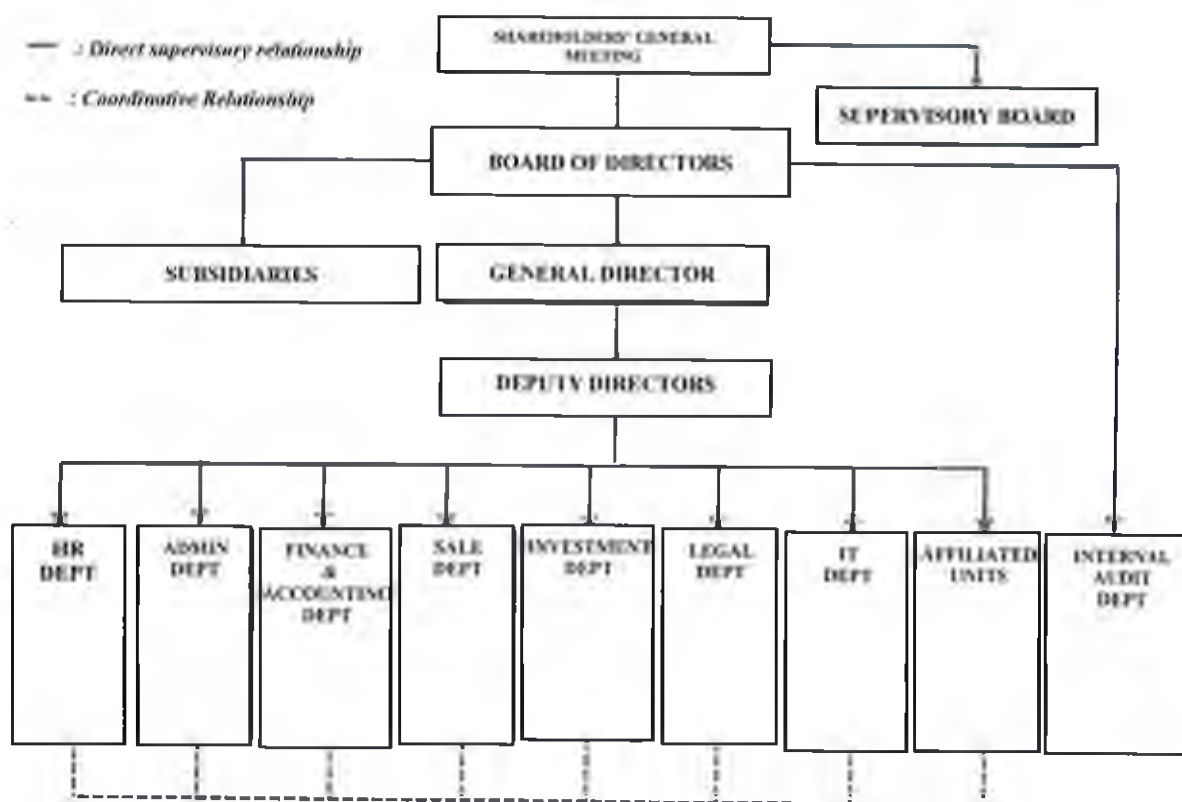 — : Direct supervisory relationship
-- : Coordinative Relationship
SHAREHOLDERS' GENERAL
MEETING
SUPERVISORY BOARD
BOARD OF DIRECTORS
SUBSIDIARIES
GENERAL DIRECTOR
DEPUTY DIRECTORS
HR
DEPT
ADMIN
DEPT
FINANCE
&
ACCOUNTING
DEPT
SALE
DEPT
INVESTMENT
DEPT
LEGAL
DEPT
IT
DEPT
AFFILIATED
UNITS
INTERNAL
AUDIT
DEPT